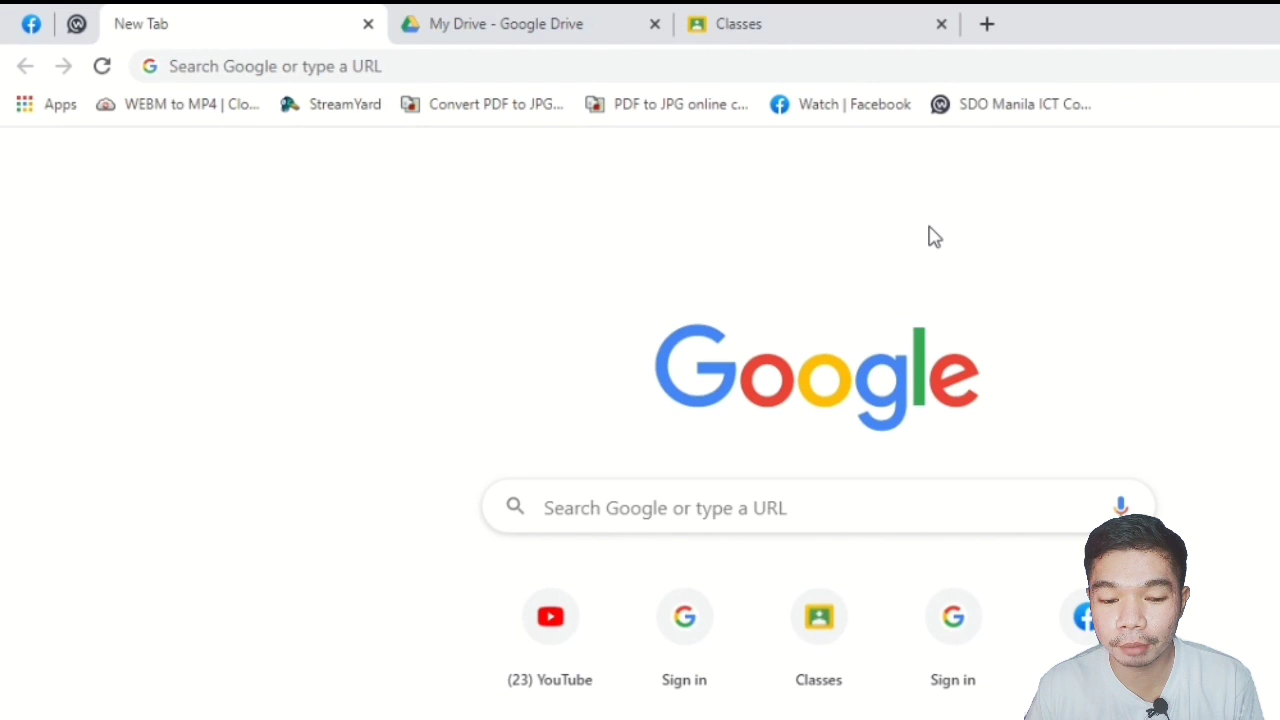 New Tab
My Drive - Google Drive
Classes
Search Google or type a URL
Apps
WEBM to MP4 | Clo...
StreamYard
Convert PDF to JPG...
PDF to JPG online c...
Watch | Facebook
SDO Manila ICT Co...
Google
Search Google or type a URL
(23) YouTube
Sign in
Classes
Sign in